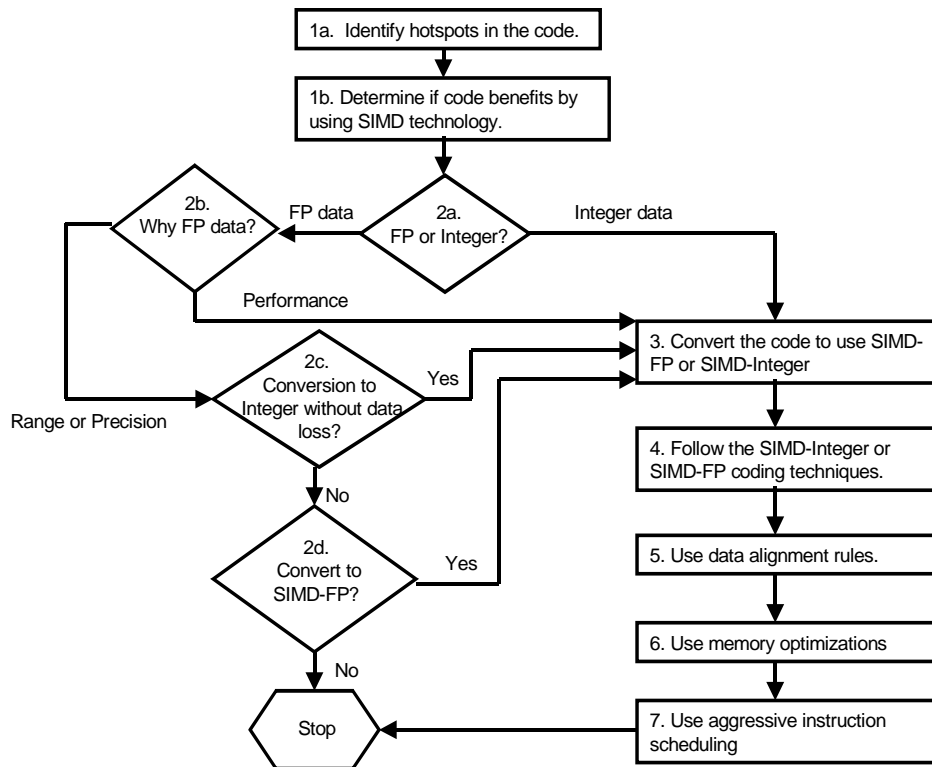 1a. Identify hotspots in the code.
1b. Determine if code benefits by
using SIMD technology.
2b.
Why FP data?
FP data
2a.
FP or Integer?
Integer data
Performance
3. Convert the code to use SIMD-
FP or SIMD-Integer
2c.
Conversion to
Integer without data
loss?
Yes
Range or Precision
4. Follow the SIMD-Integer or
SIMD-FP coding techniques.
No
2d.
Convert to
SIMD-FP?
Yes
5. Use data alignment rules.
6. Use memory optimizations
No
Stop
7. Use aggressive instruction
scheduling